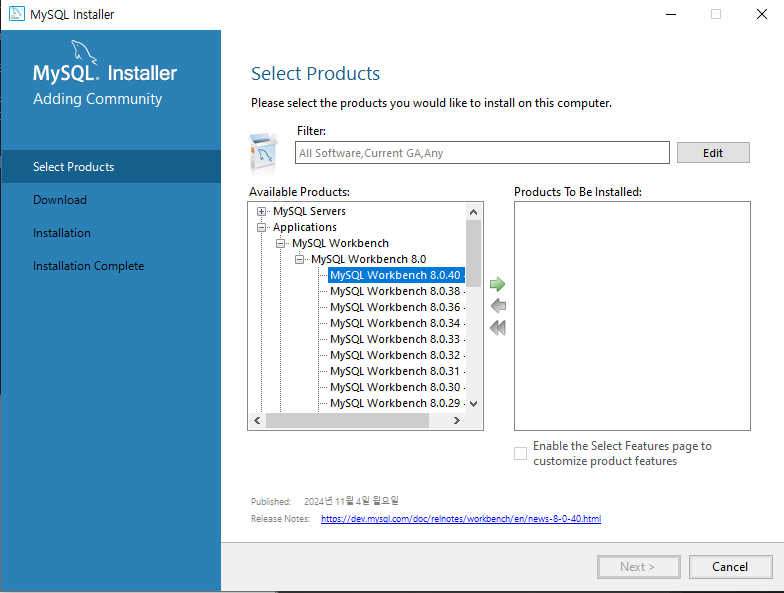 MySQL Installer
MySQL. Installer
Adding Community
Select Products
Download
Installation
Installation Complete
Select Products
Please select the products you would like to install on this computer.
Filter:
All Software,Current GA,Any
Edit
Available Products:
MySQL Servers
Applications
MySQL Workbench
MySQL Workbench 8.0
MySQL Workbench 8.0.40 -
MySQL Workbench 8.0.38 -
MySQL Workbench 8.0.36 -
MySQL Workbench 8.0.34 -
MySQL Workbench 8.0.33 -
MySQL Workbench 8.0.32 -
MySQL Workbench 8.0.31 -
MySQL Workbench 8.0.30 -
MySQL Workbench 8.0.29 -
Products To Be Installed:
Enable the Select Features page to
customize product features
Published: 2024년 11월 4일 월요일
Release Notes: https://dev.mysql.com/doc/relnotes/workbench/en/news-8-0-40.html
Next >
Cancel